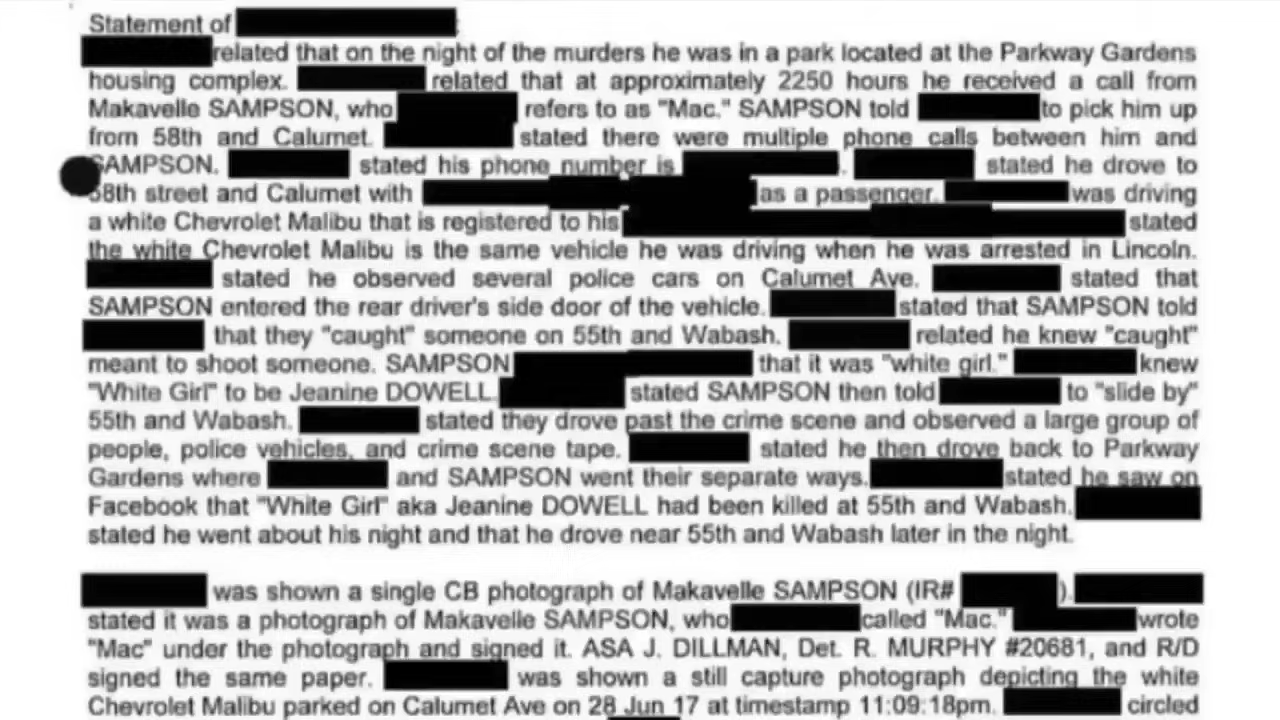 Statement of
related that on the night of the murders he was in a park located at the Parkway Gardens
housing complex. related that at approximately 2250 hours he received a call from
Makavelle SAMPSON, who refers to as "Mac." SAMPSON told to pick him up
from 58th and Calumet. stated there were multiple phone calls between him and
SAMPSON. stated his phone number is . stated he drove to
58th street and Calumet with as a passenger. was driving
a white Chevrolet Malibu that is registered to his stated
the white Chevrolet Malibu is the same vehicle he was driving when he was arrested in Lincoln.
stated he observed several police cars on Calumet Ave. stated that
SAMPSON entered the rear driver's side door of the vehicle. stated that SAMPSON told
that they "caught" someone on 55th and Wabash. related he knew "caught"
meant to shoot someone. SAMPSON that it was "white girl." knew
"White Girl" to be Jeanine DOWELL. stated SAMPSON then told to "slide by"
55th and Wabash. stated they drove past the crime scene and observed a large group of
people, police vehicles, and crime scene tape. stated he then drove back to Parkway
Gardens where and SAMPSON went their separate ways. stated he saw on
Facebook that "White Girl" aka Jeanine DOWELL had been killed at 55th and Wabash.
stated he went about his night and that he drove near 55th and Wabash later in the night.
was shown a single CB photograph of Makavelle SAMPSON (IR# ).
stated it was a photograph of Makavelle SAMPSON, who called "Mac." wrote
"Mac" under the photograph and signed it. ASA J. DILLMAN, Det. R. MURPHY #20681, and R/D
signed the same paper. was shown a still capture photograph depicting the white
Chevrolet Malibu parked on Calumet Ave on 28 Jun 17 at timestamp 11:09:18pm. circled